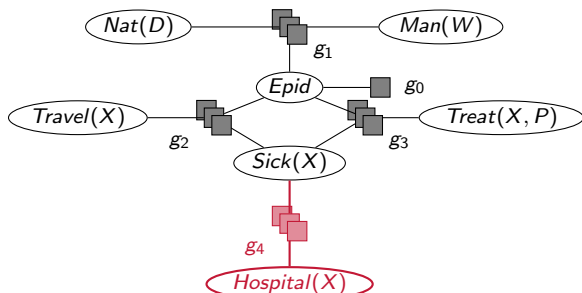 Nat(D) Man(W)
g1
Epid g0
Travel(X) Treat(X, P)
g2 g3
Sick(X)
g4
Hospital(X)